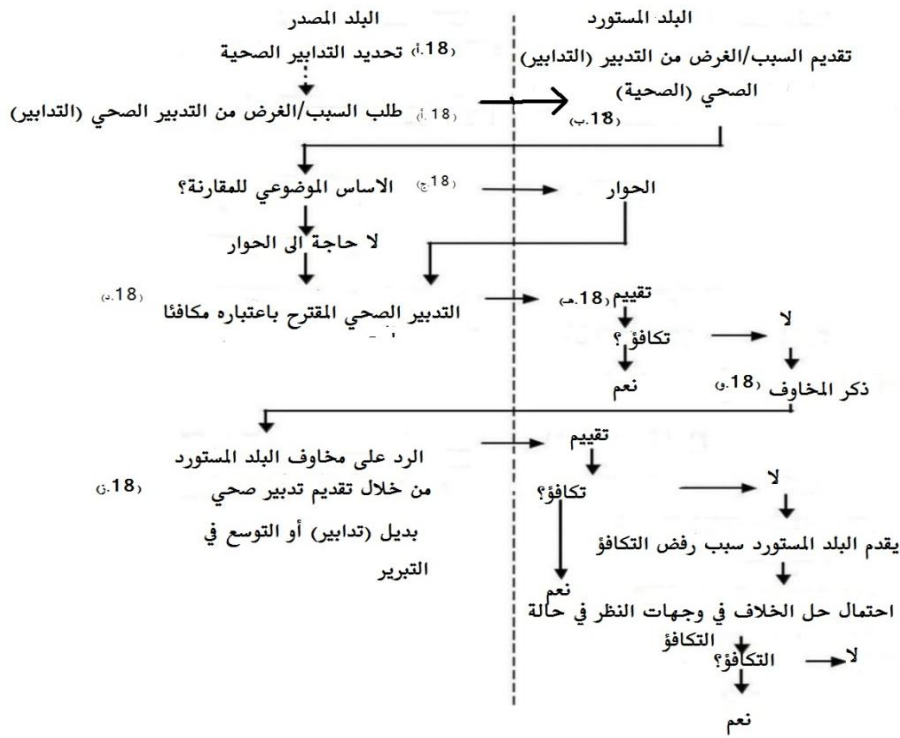 البلد المصدر
البلد المستورد
18.أ) تحديد التدابير الصحية
تقديم السبب/الغرض من التدبير (التدابير)
الصحي (الصحية)
18.ب)
18.أ) طلب السبب/الغرض من التدبير الصحي (التدابير)
18.ج) الاساس الموضوعي للمقارنة؟
الحوار
لا حاجة الى الحوار
18.د) التدبير الصحي المقترح باعتباره مكافئا
18.هـ) تقييم
تكافؤ ؟
لا
نعم
ذكر المخاوف 18.و)
الرد على مخاوف البلد المستورد
18.ز) من خلال تقديم تدبير صحي
بديل (تدابير) أو التوسع في
التبرير
تقييم
تكافؤ؟
لا
نعم
يقدم البلد المستورد سبب رفض التكافؤ
احتمال حل الخلاف في وجهات النظر في حالة
التكافؤ
التكافؤ؟
لا
نعم